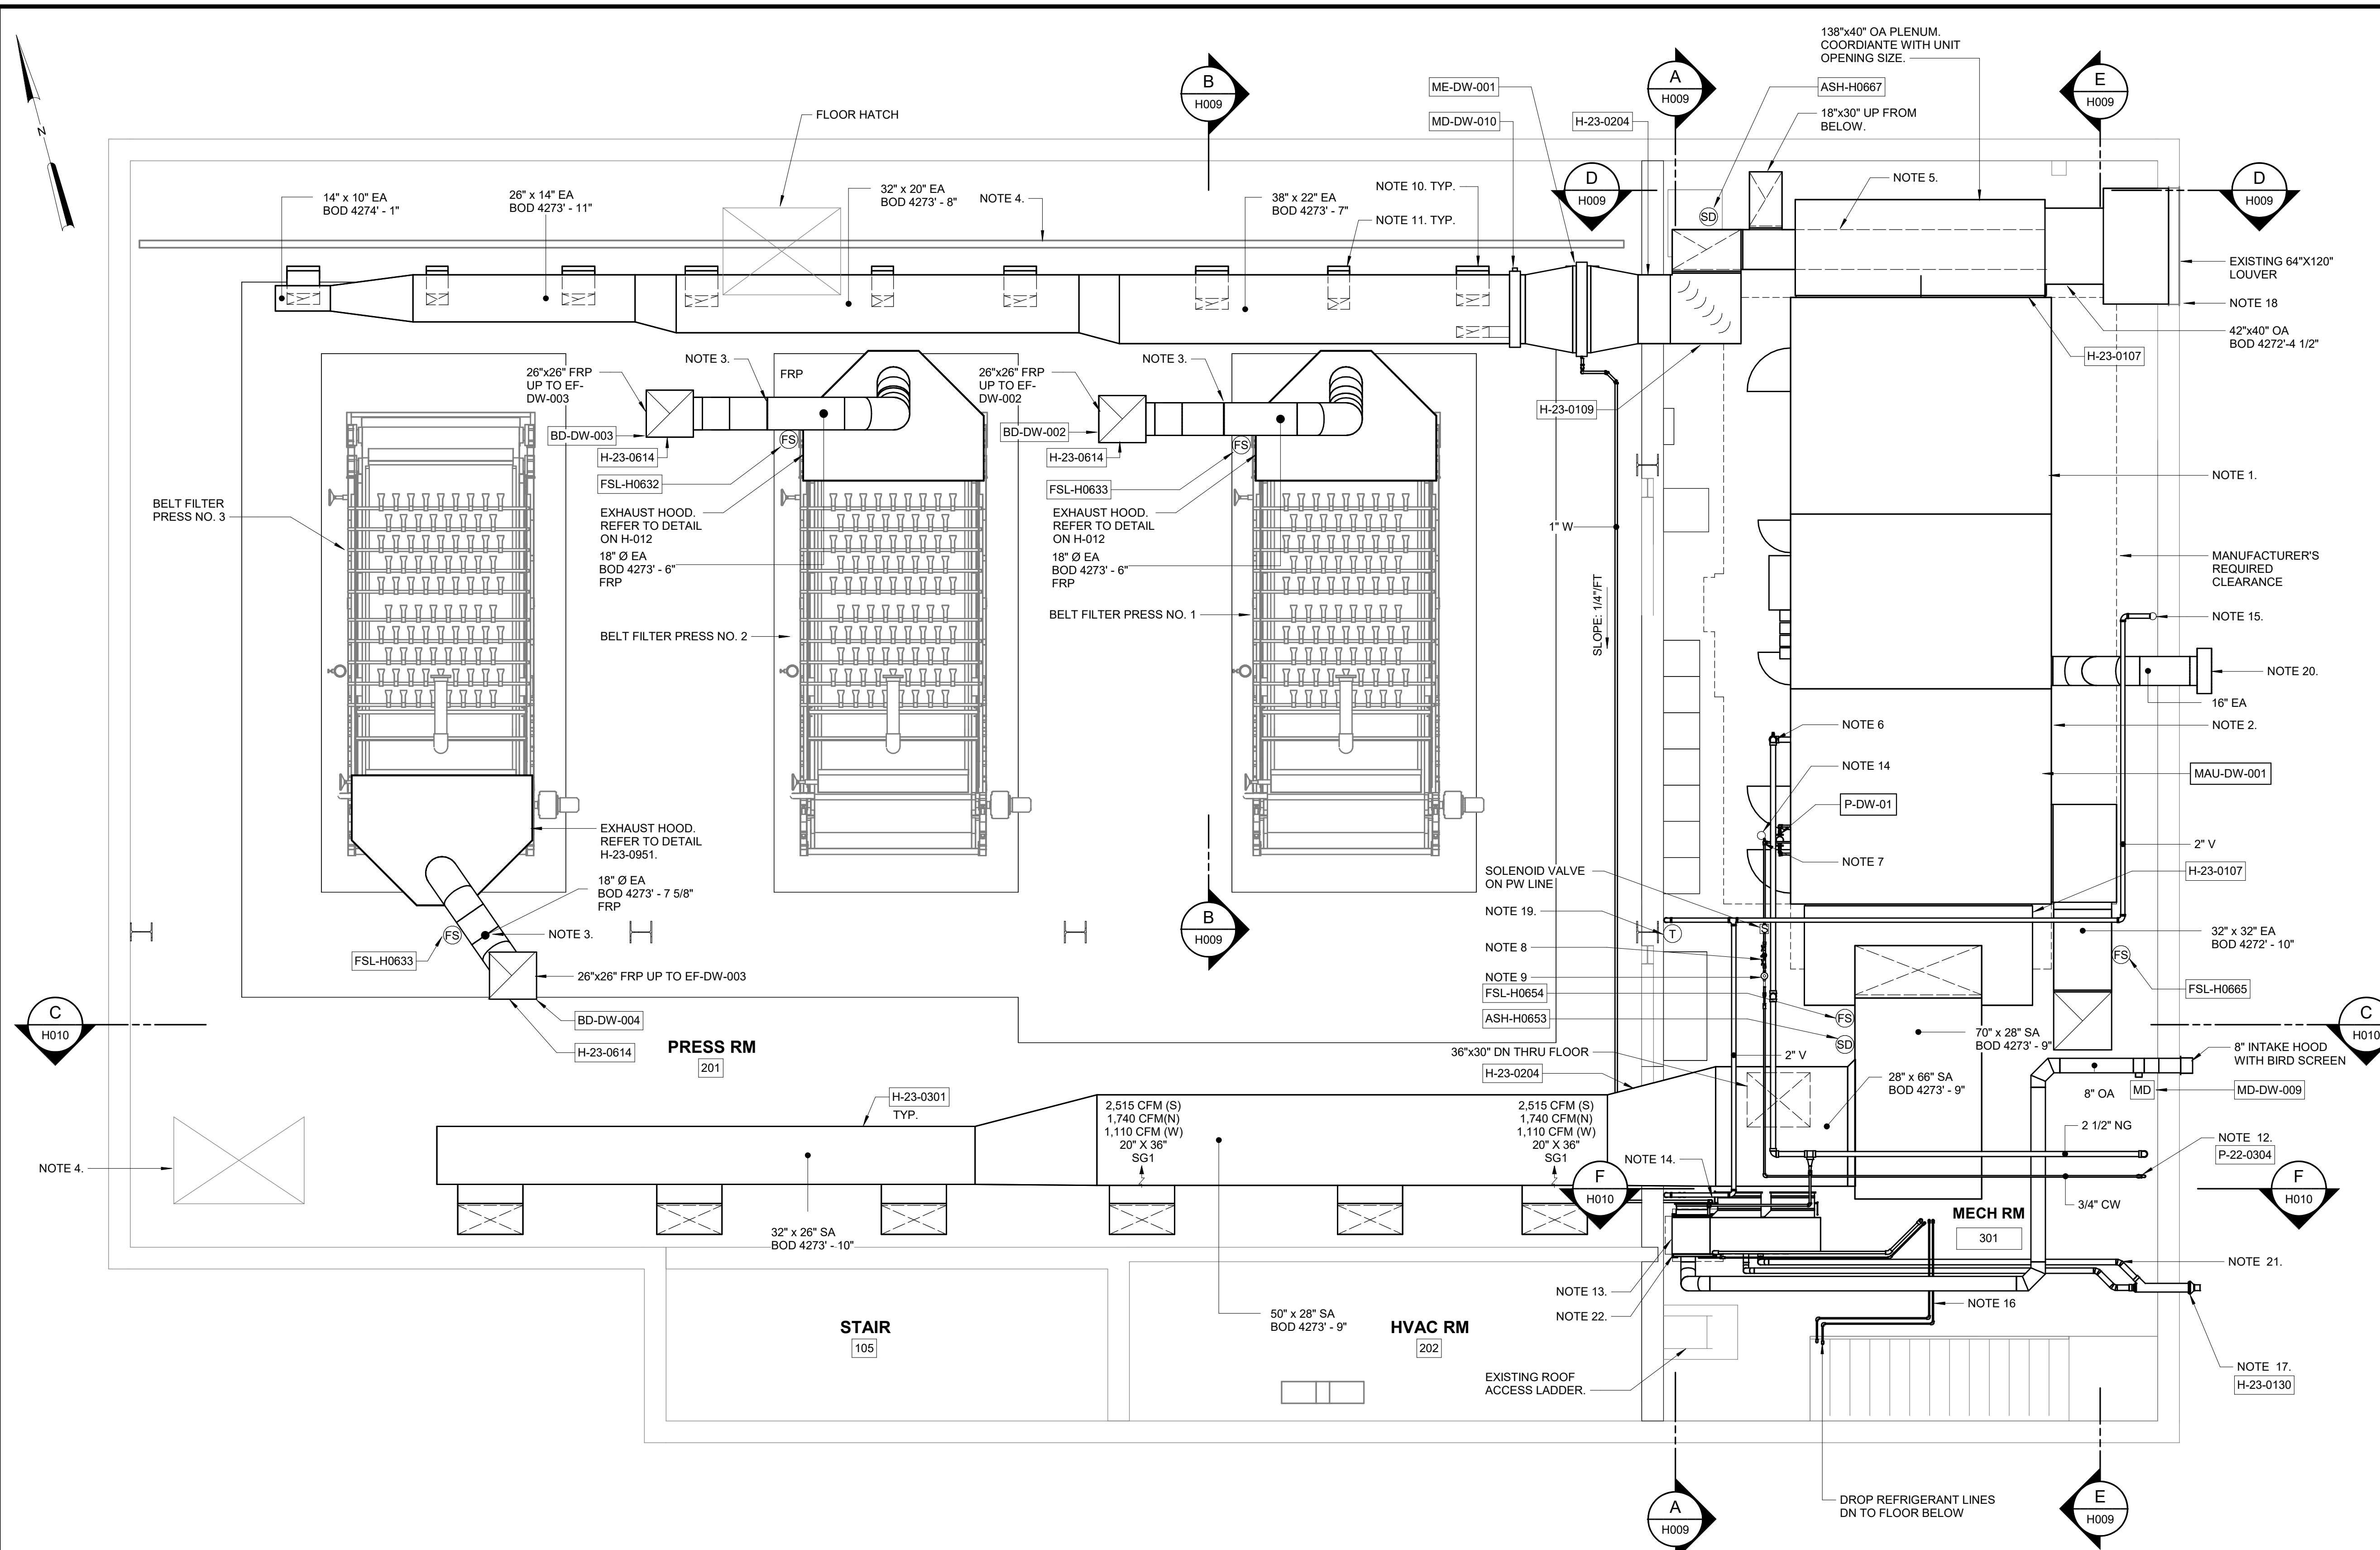 138"x40" OA PLENUM.
COORDIANTE WITH UNIT
OPENING SIZE.
ME-DW-001
ASH-H0667
MD-DW-010
H-23-0204
18"x30" UP FROM
BELOW.
B
H009
A
H009
E
H009
N
FLOOR HATCH
14" x 10" EA
BOD 4274' - 1"
26" x 14" EA
BOD 4273' - 11"
32" x 20" EA
BOD 4273' - 8"
NOTE 4.
38" x 22" EA
BOD 4273' - 7"
NOTE 10. TYP.
NOTE 11. TYP.
D
H009
SD
NOTE 5.
D
H009
EXISTING 64"X120"
LOUVER
NOTE 18
42"x40" OA
BOD 4272'-4 1/2"
H-23-0107
26"x26" FRP
UP TO EF-
DW-003
NOTE 3.
FRP
26"x26" FRP
UP TO EF-
DW-002
NOTE 3.
BD-DW-003
FS
H-23-0614
BD-DW-002
FS
H-23-0614
H-23-0109
FSL-H0632
FSL-H0633
BELT FILTER
PRESS NO. 3
EXHAUST HOOD.
REFER TO DETAIL
ON H-012
18" Ø EA
BOD 4273' - 6"
FRP
EXHAUST HOOD.
REFER TO DETAIL
ON H-012
18" Ø EA
BOD 4273' - 6"
FRP
1" W
SLOPE: 1/4"/FT
NOTE 1.
MANUFACTURER'S
REQUIRED
CLEARANCE
BELT FILTER PRESS NO. 2
BELT FILTER PRESS NO. 1
NOTE 15.
NOTE 20.
16" EA
NOTE 6
NOTE 2.
NOTE 14
MAU-DW-001
P-DW-01
EXHAUST HOOD.
REFER TO DETAIL
H-23-0951.
NOTE 7
2" V
H-23-0107
18" Ø EA
BOD 4273' - 7 5/8"
FRP
SOLENOID VALVE
ON PW LINE
S
NOTE 3.
FS
FSL-H0633
B
H009
NOTE 19.
T
NOTE 8
NOTE 9
32" x 32" EA
BOD 4272' - 10"
FS
FSL-H0665
26"x26" FRP UP TO EF-DW-003
FSL-H0654
FS
ASH-H0653
SD
C
H010
BD-DW-004
H-23-0614
PRESS RM
201
70" x 28" SA
BOD 4273' - 9"
C
H010
36"x30" DN THRU FLOOR
2" V
H-23-0204
28" x 66" SA
BOD 4273' - 9"
8" INTAKE HOOD
WITH BIRD SCREEN
8" OA
MD
MD-DW-009
H-23-0301
TYP.
2,515 CFM (S)
1,740 CFM(N)
1,110 CFM (W)
20" X 36"
SG1
2,515 CFM (S)
1,740 CFM(N)
1,110 CFM (W)
20" X 36"
SG1
2 1/2" NG
NOTE 12.
P-22-0304
NOTE 4.
NOTE 14.
F
H010
F
H010
3/4" CW
MECH RM
301
32" x 26" SA
BOD 4273' - 10"
NOTE 21.
NOTE 13.
NOTE 16
NOTE 22.
50" x 28" SA
BOD 4273' - 9"
STAIR
105
HVAC RM
202
EXISTING ROOF
ACCESS LADDER.
NOTE 17.
H-23-0130
DROP REFRIGERANT LINES
DN TO FLOOR BELOW
A
H009
E
H009